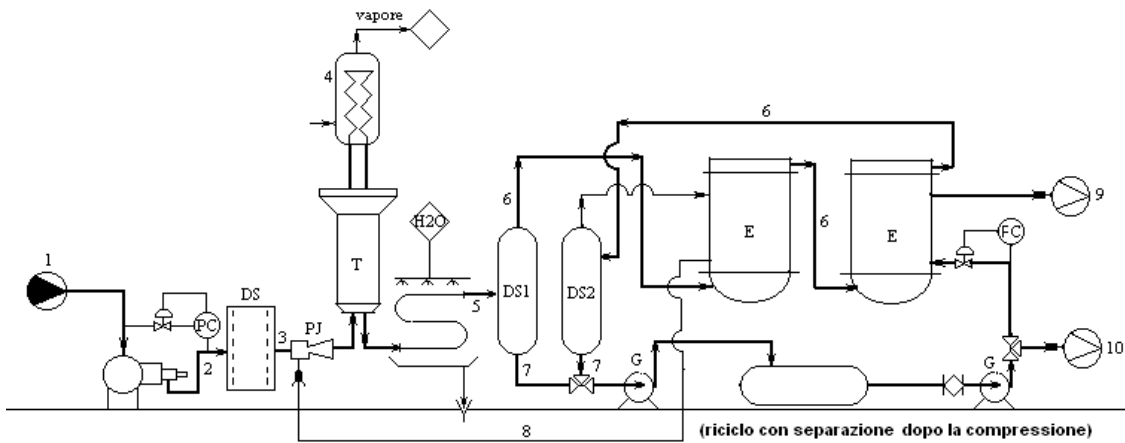 vapore
4
6
1
H2O
6
6
9
T
E
E
FC
DS
DS1
DS2
PC
3
PJ
5
2
7
7
G
G
10
8
(riciclo con separazione dopo la compressione)